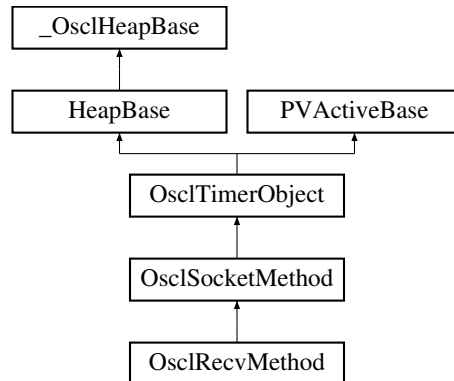 _OsclHeapBase
HeapBase
PVActiveBase
OsclTimerObject
OsclSocketMethod
OsclRecvMethod